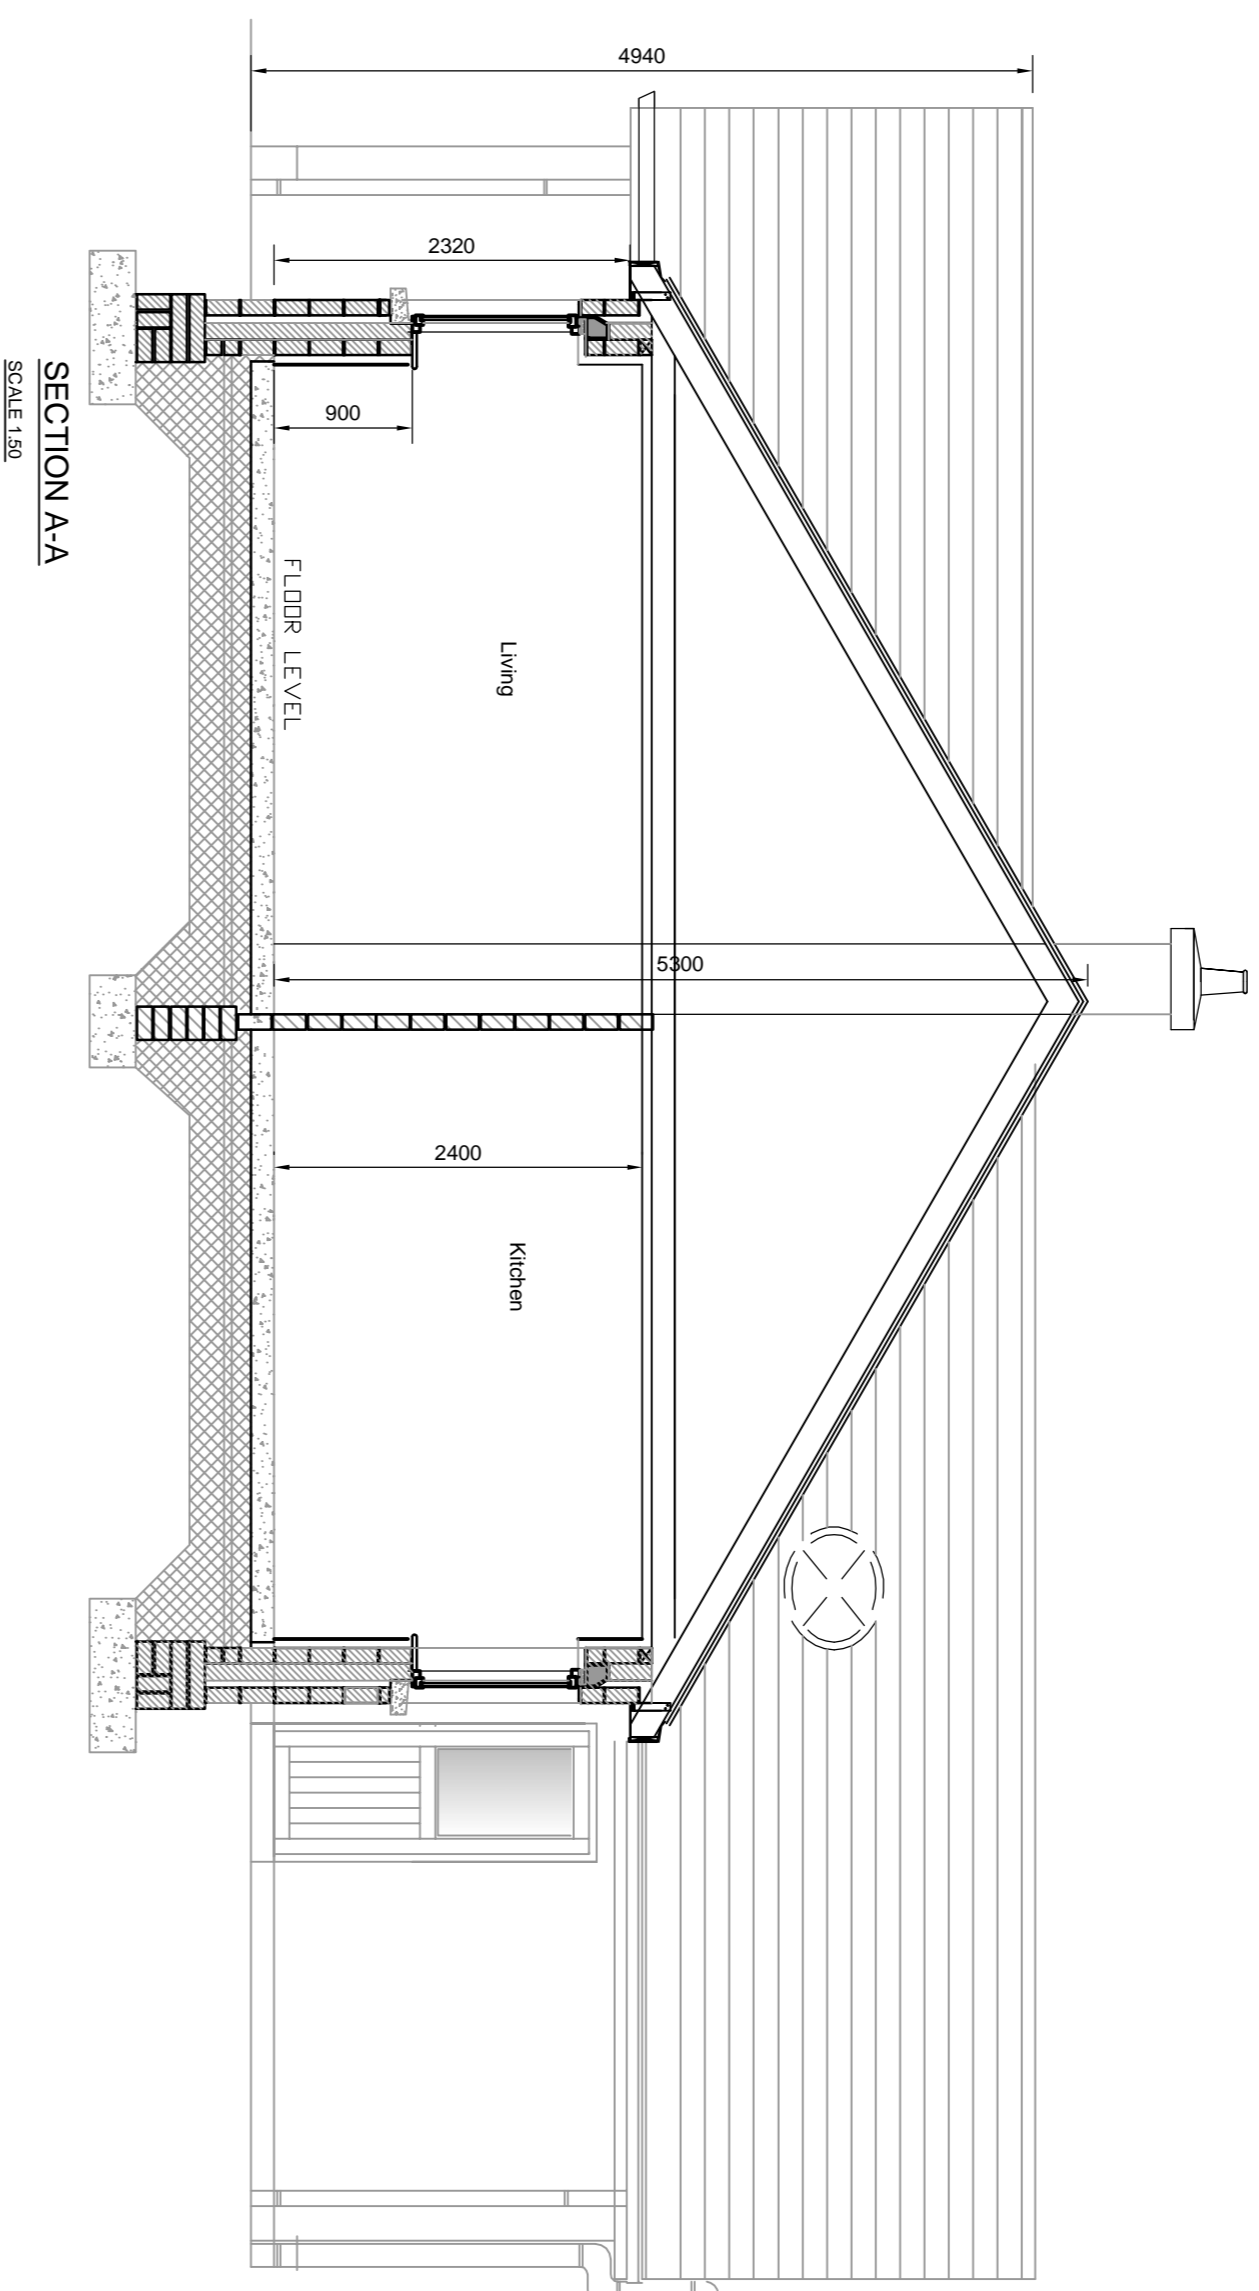 4940
2320
900
5300
2400
Living
Kitchen
FLOOR LEVEL
SECTION A-A
SCALE 1:50